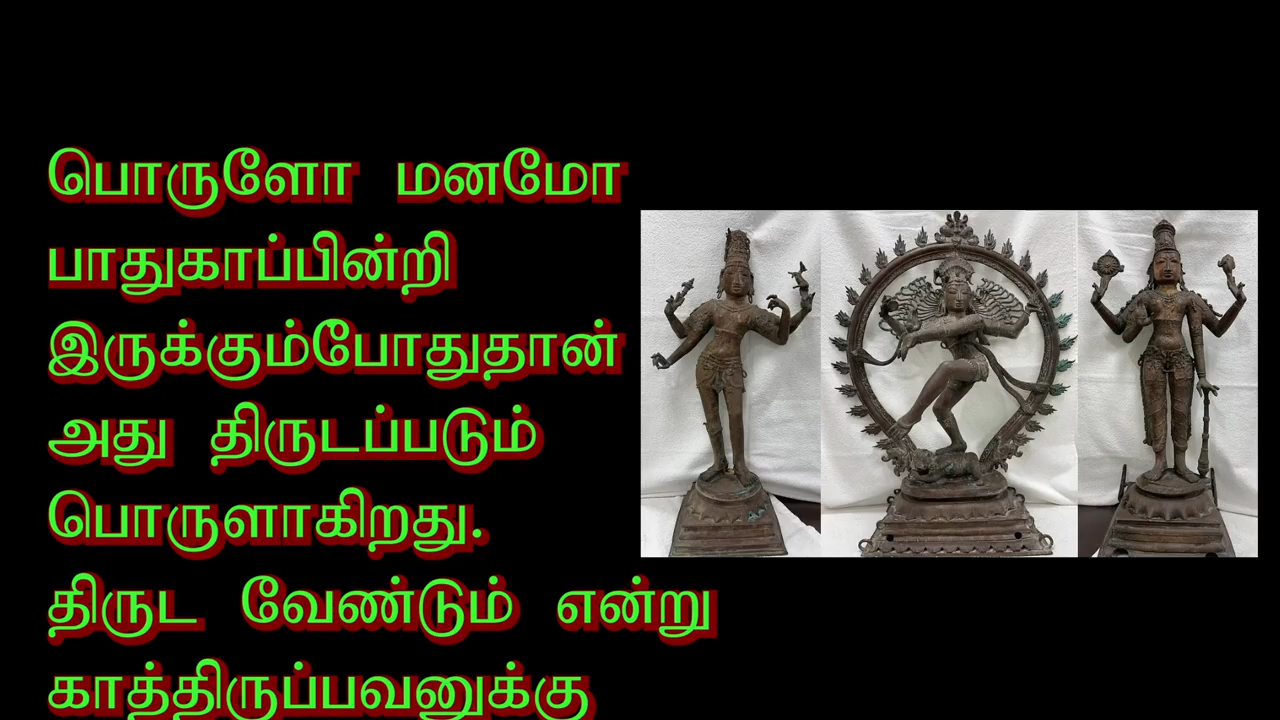 பொருளோ மனமோ
பாதுகாப்பின்றி
இருக்கும்போதுதான்
அது திருடப்படும்
பொருளாகிறது.
திருட வேண்டும் என்று
காத்திருப்பவனுக்கு